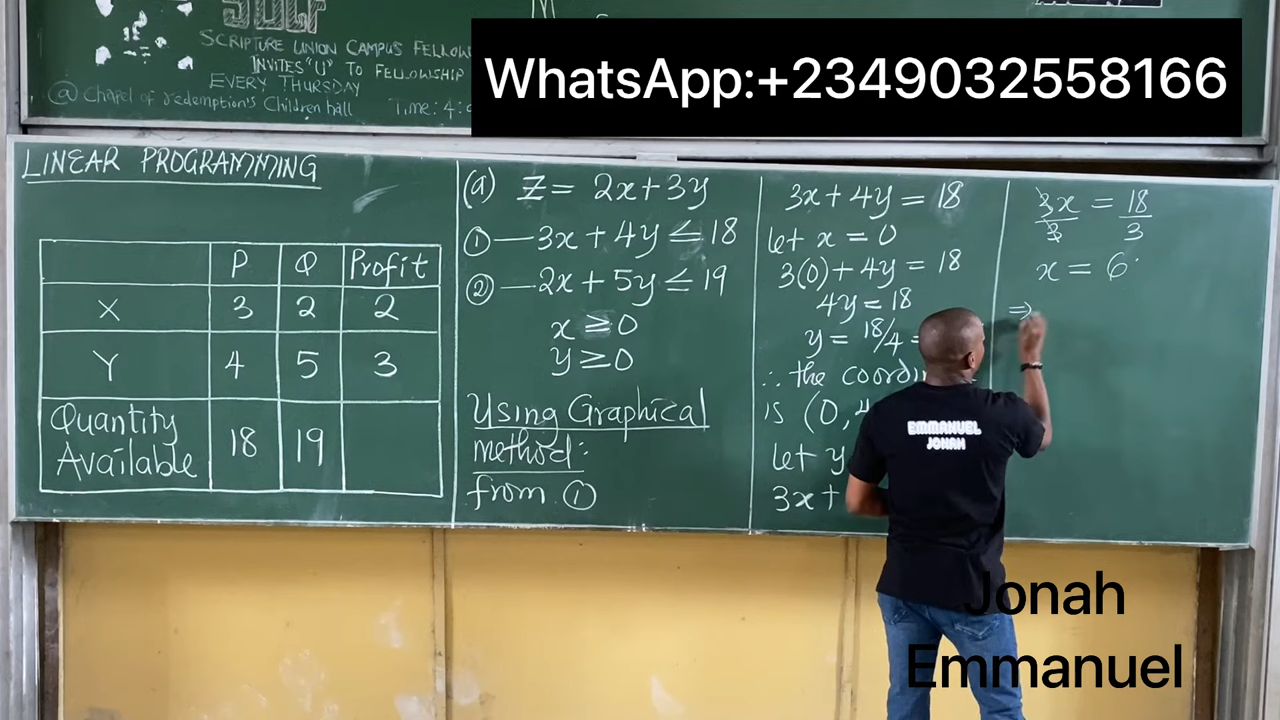 SCRIPTURE UNION CAMPUS
INVITES "U" TO FELLOWSHIP
EVERY THURSDAY
@ Chapel of redemption's Children hall Time: 4:
WhatsApp:+2349032558166
LINEAR PROGRAMMING
P Q Profit
X 3 2 2
Y 4 5 3
Quantity
Available 18 19
(a) Z = 2x + 3y
① — 3x + 4y ≤ 18
② — 2x + 5y ≤ 19
x ≥ 0
y ≥ 0
Using Graphical
method:
from ①
3x + 4y = 18
let x = 0
3(0) + 4y = 18
4y = 18
y = 18/4 =
∴ the
is (0, 4
let y
3x +
3x/3 = 18/3
x = 6
⇒
EMMANUEL
JONAH
Jonah
Emmanuel